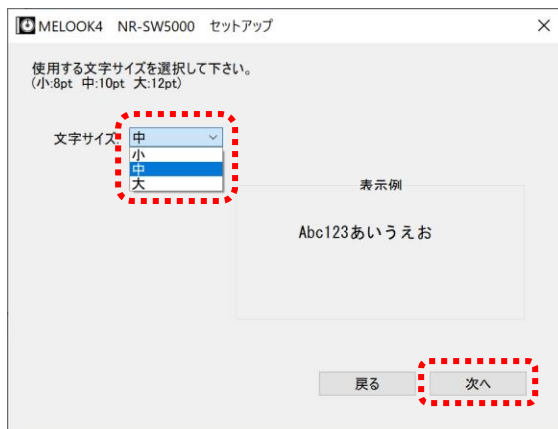 MELOOK4 NR-SW5000 セットアップ
使用する文字サイズを選択して下さい。
(小:8pt 中:10pt 大:12pt)
文字サイズ: 中
小
中
大
表示例
Abc123あいうえお
戻る 次へ